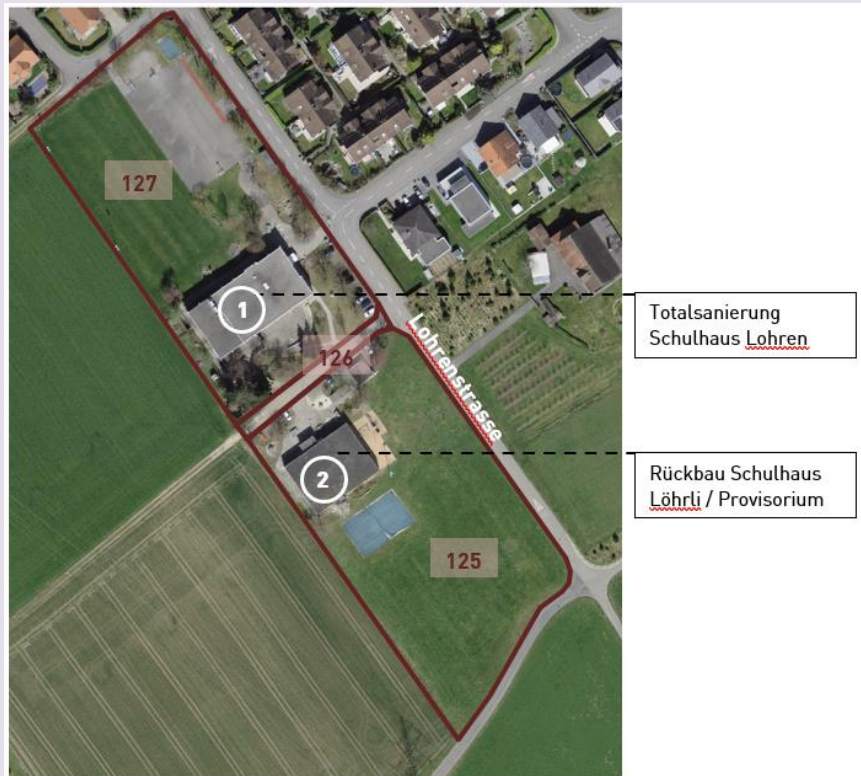 127
1
126
Lohrenstrasse
2
125
Totalsanierung
Schulhaus Lohren
Rückbau Schulhaus
Löhrli / Provisorium